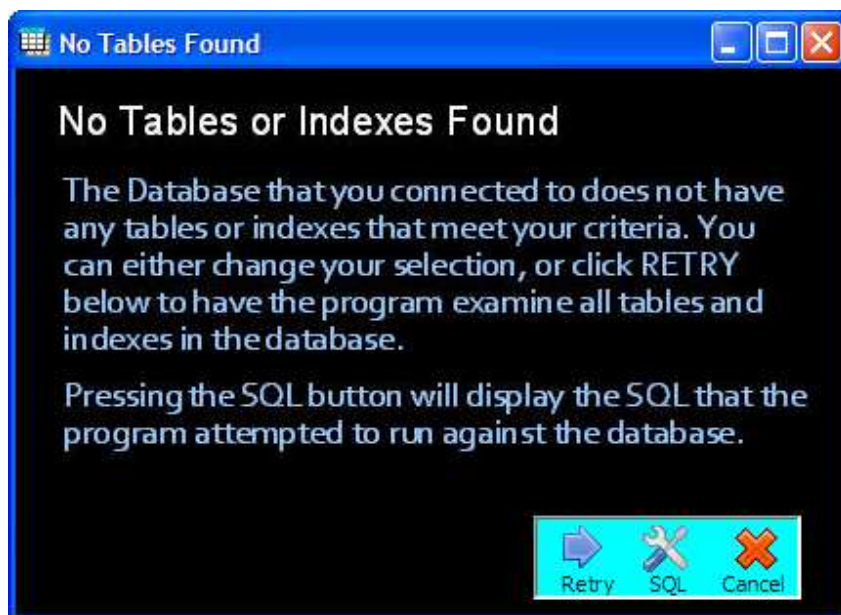 No Tables Found
No Tables or Indexes Found
The Database that you connected to does not have
any tables or indexes that meet your criteria. You
can either change your selection, or click RETRY
below to have the program examine all tables and
indexes in the database.
Pressing the SQL button will display the SQL that the
program attempted to run against the database.
Retry SQL Cancel